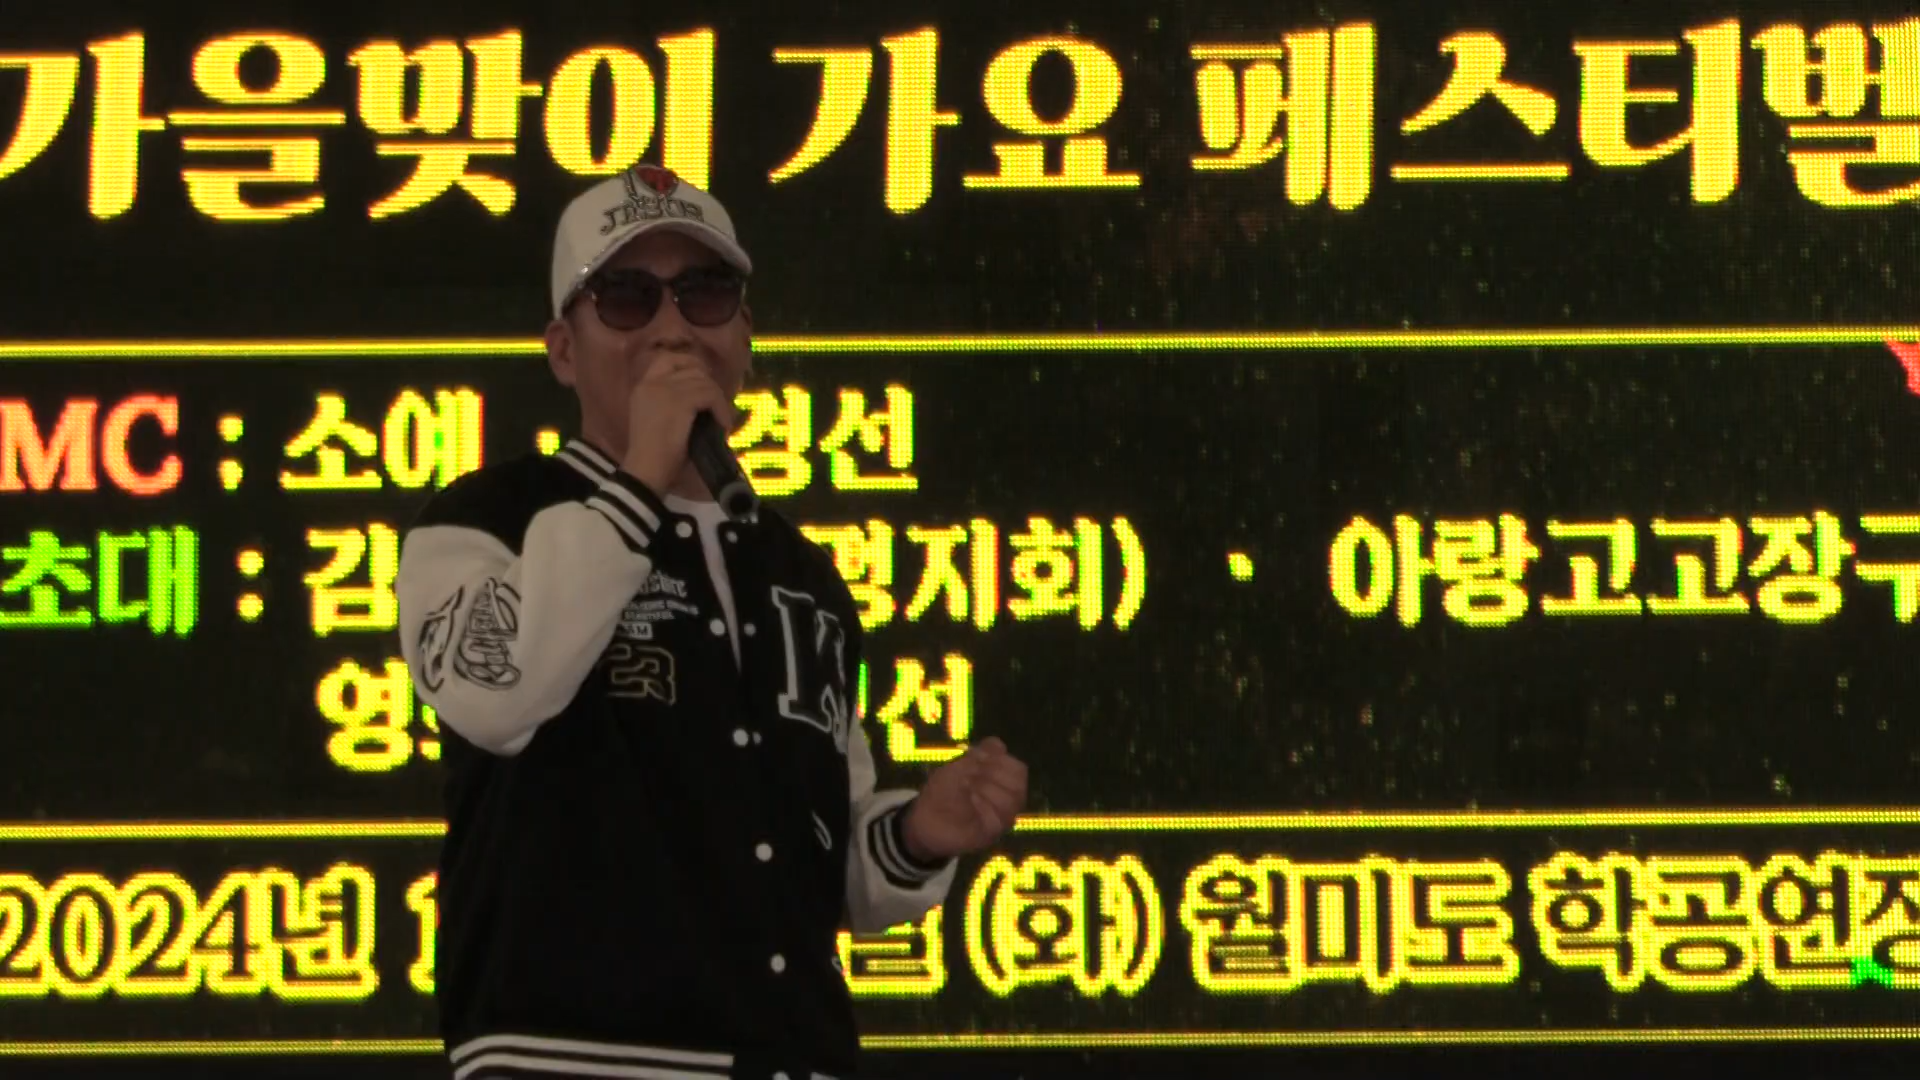 가을맞이 가요 페스티벌
MC : 소예 · 경선
초대 : 김 지회) · 아랑고고장구
영 선
2024년 일 (화) 월미도 학공연장
K